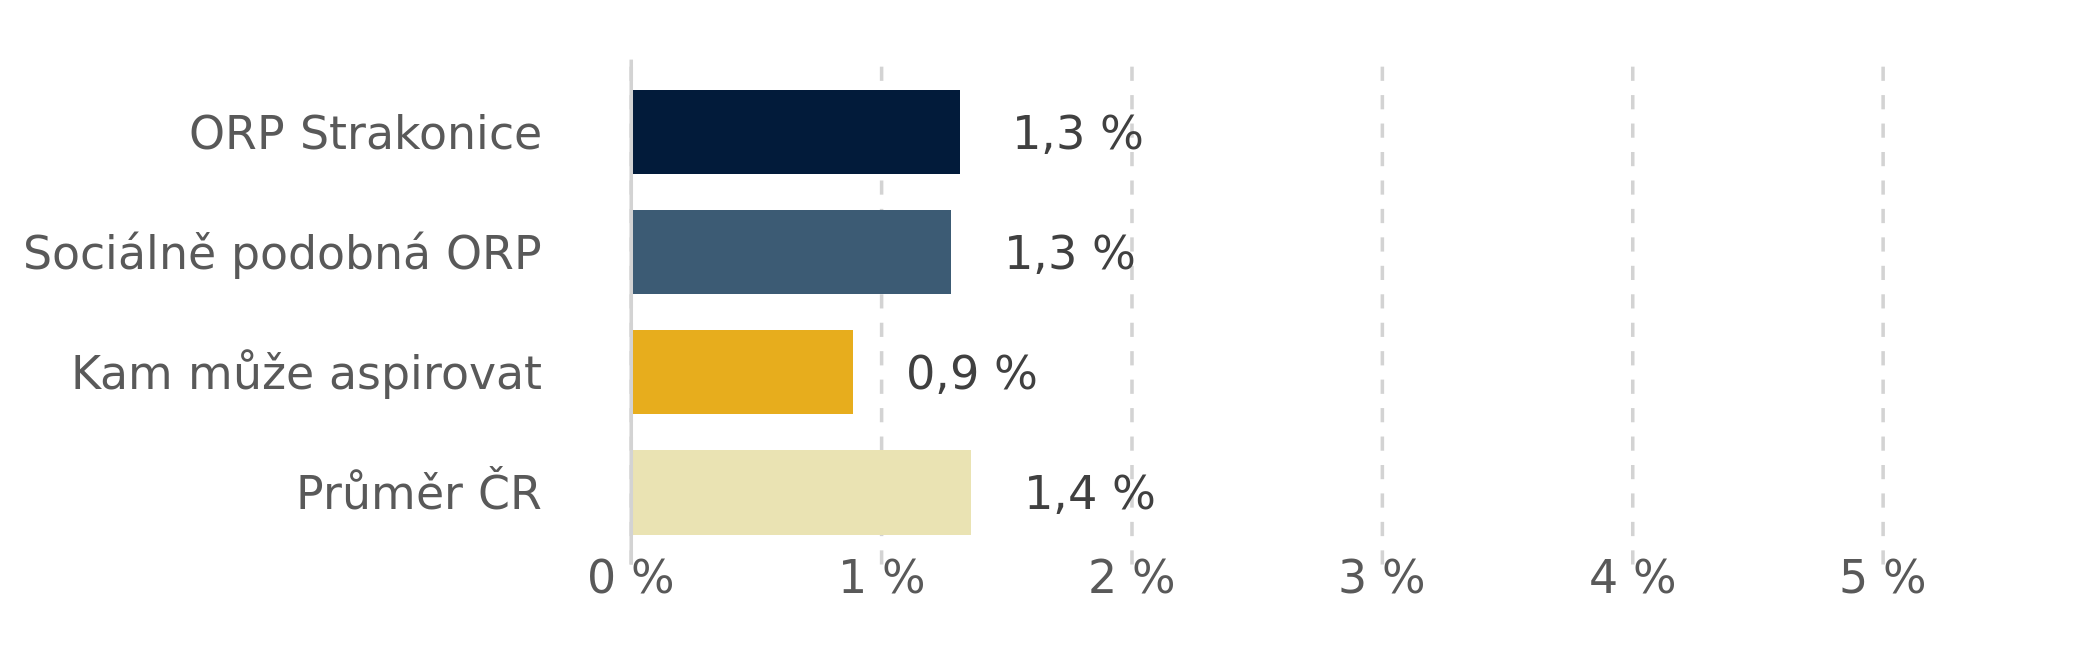 ORP Strakonice 1,3 %
Sociálně podobná ORP 1,3 %
Kam může aspirovat 0,9 %
Průměr ČR 1,4 %
0 % 1 % 2 % 3 % 4 % 5 %